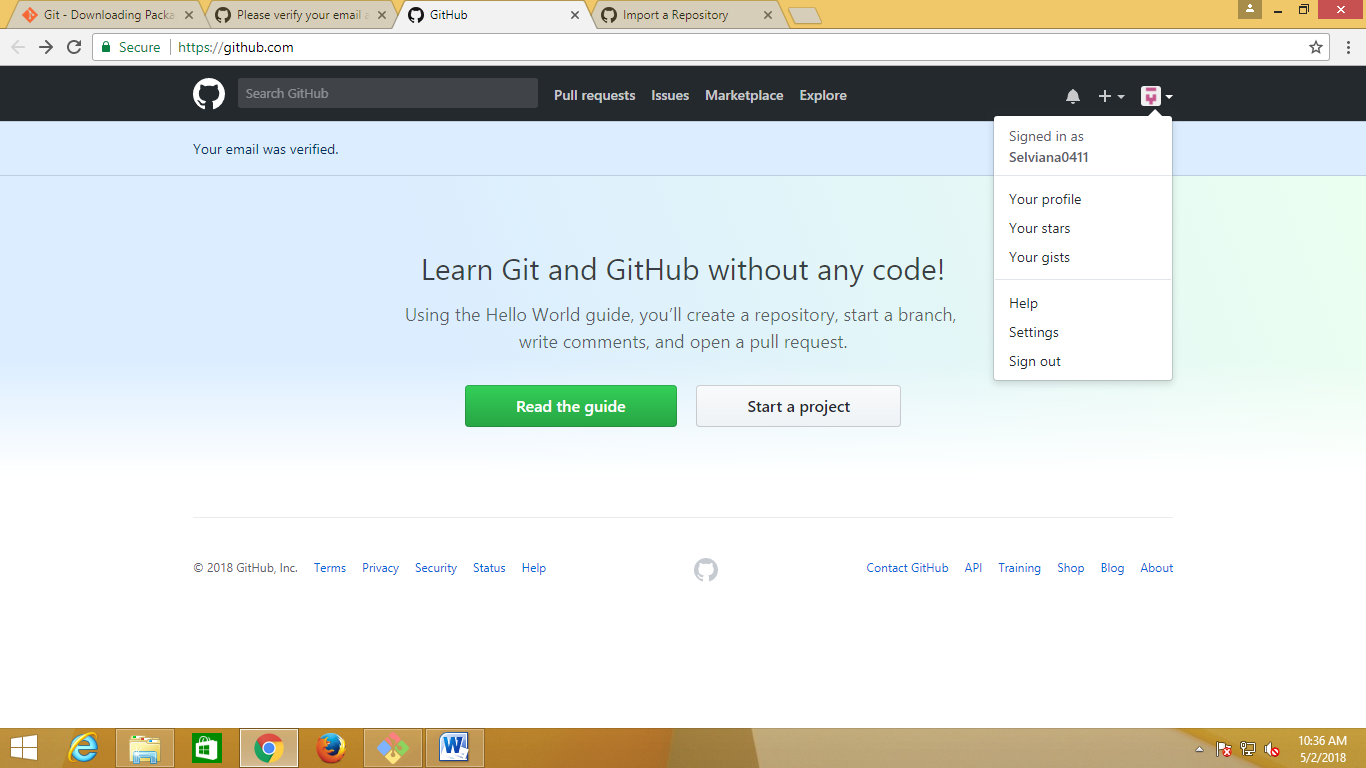 Git - Downloading Packa
Please verify your email a
GitHub
Import a Repository
Secure
https://github.com
Search GitHub
Pull requests Issues Marketplace Explore
Your email was verified.
Signed in as
Selviana0411
Your profile
Your stars
Your gists
Help
Settings
Sign out
Learn Git and GitHub without any code!
Using the Hello World guide, you’ll create a repository, start a branch,
write comments, and open a pull request.
Read the guide
Start a project
© 2018 GitHub, Inc. Terms Privacy Security Status Help
Contact GitHub API Training Shop Blog About
10:36 AM
5/2/2018